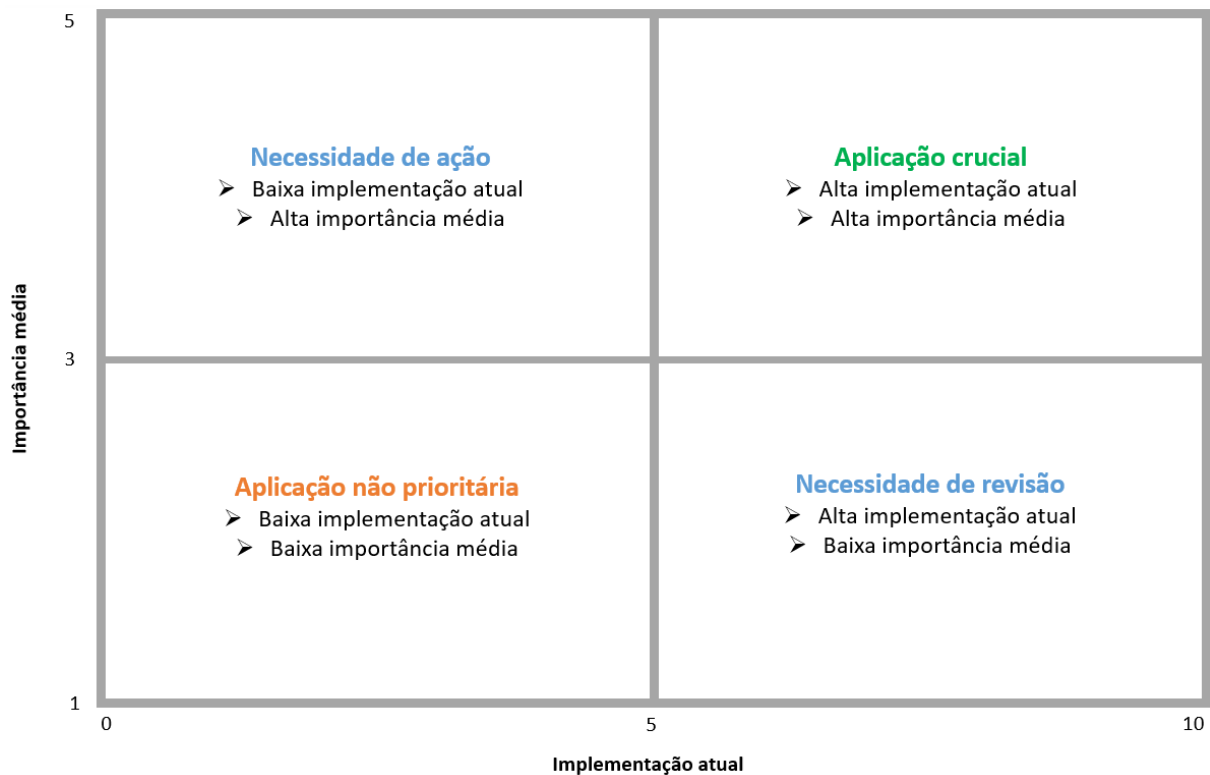 5
Necessidade de ação
➢ Baixa implementação atual
➢ Alta importância média
Aplicação crucial
➢ Alta implementação atual
➢ Alta importância média
Importância média
3
Aplicação não prioritária
➢ Baixa implementação atual
➢ Baixa importância média
Necessidade de revisão
➢ Alta implementação atual
➢ Baixa importância média
1
0
5
10
Implementação atual